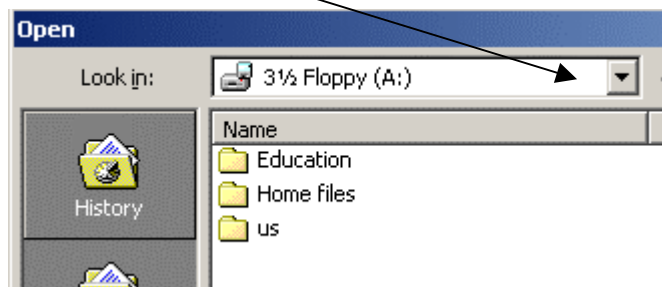 Open
Look in: 3½ Floppy (A:)
Name
Education
Home files
us
History